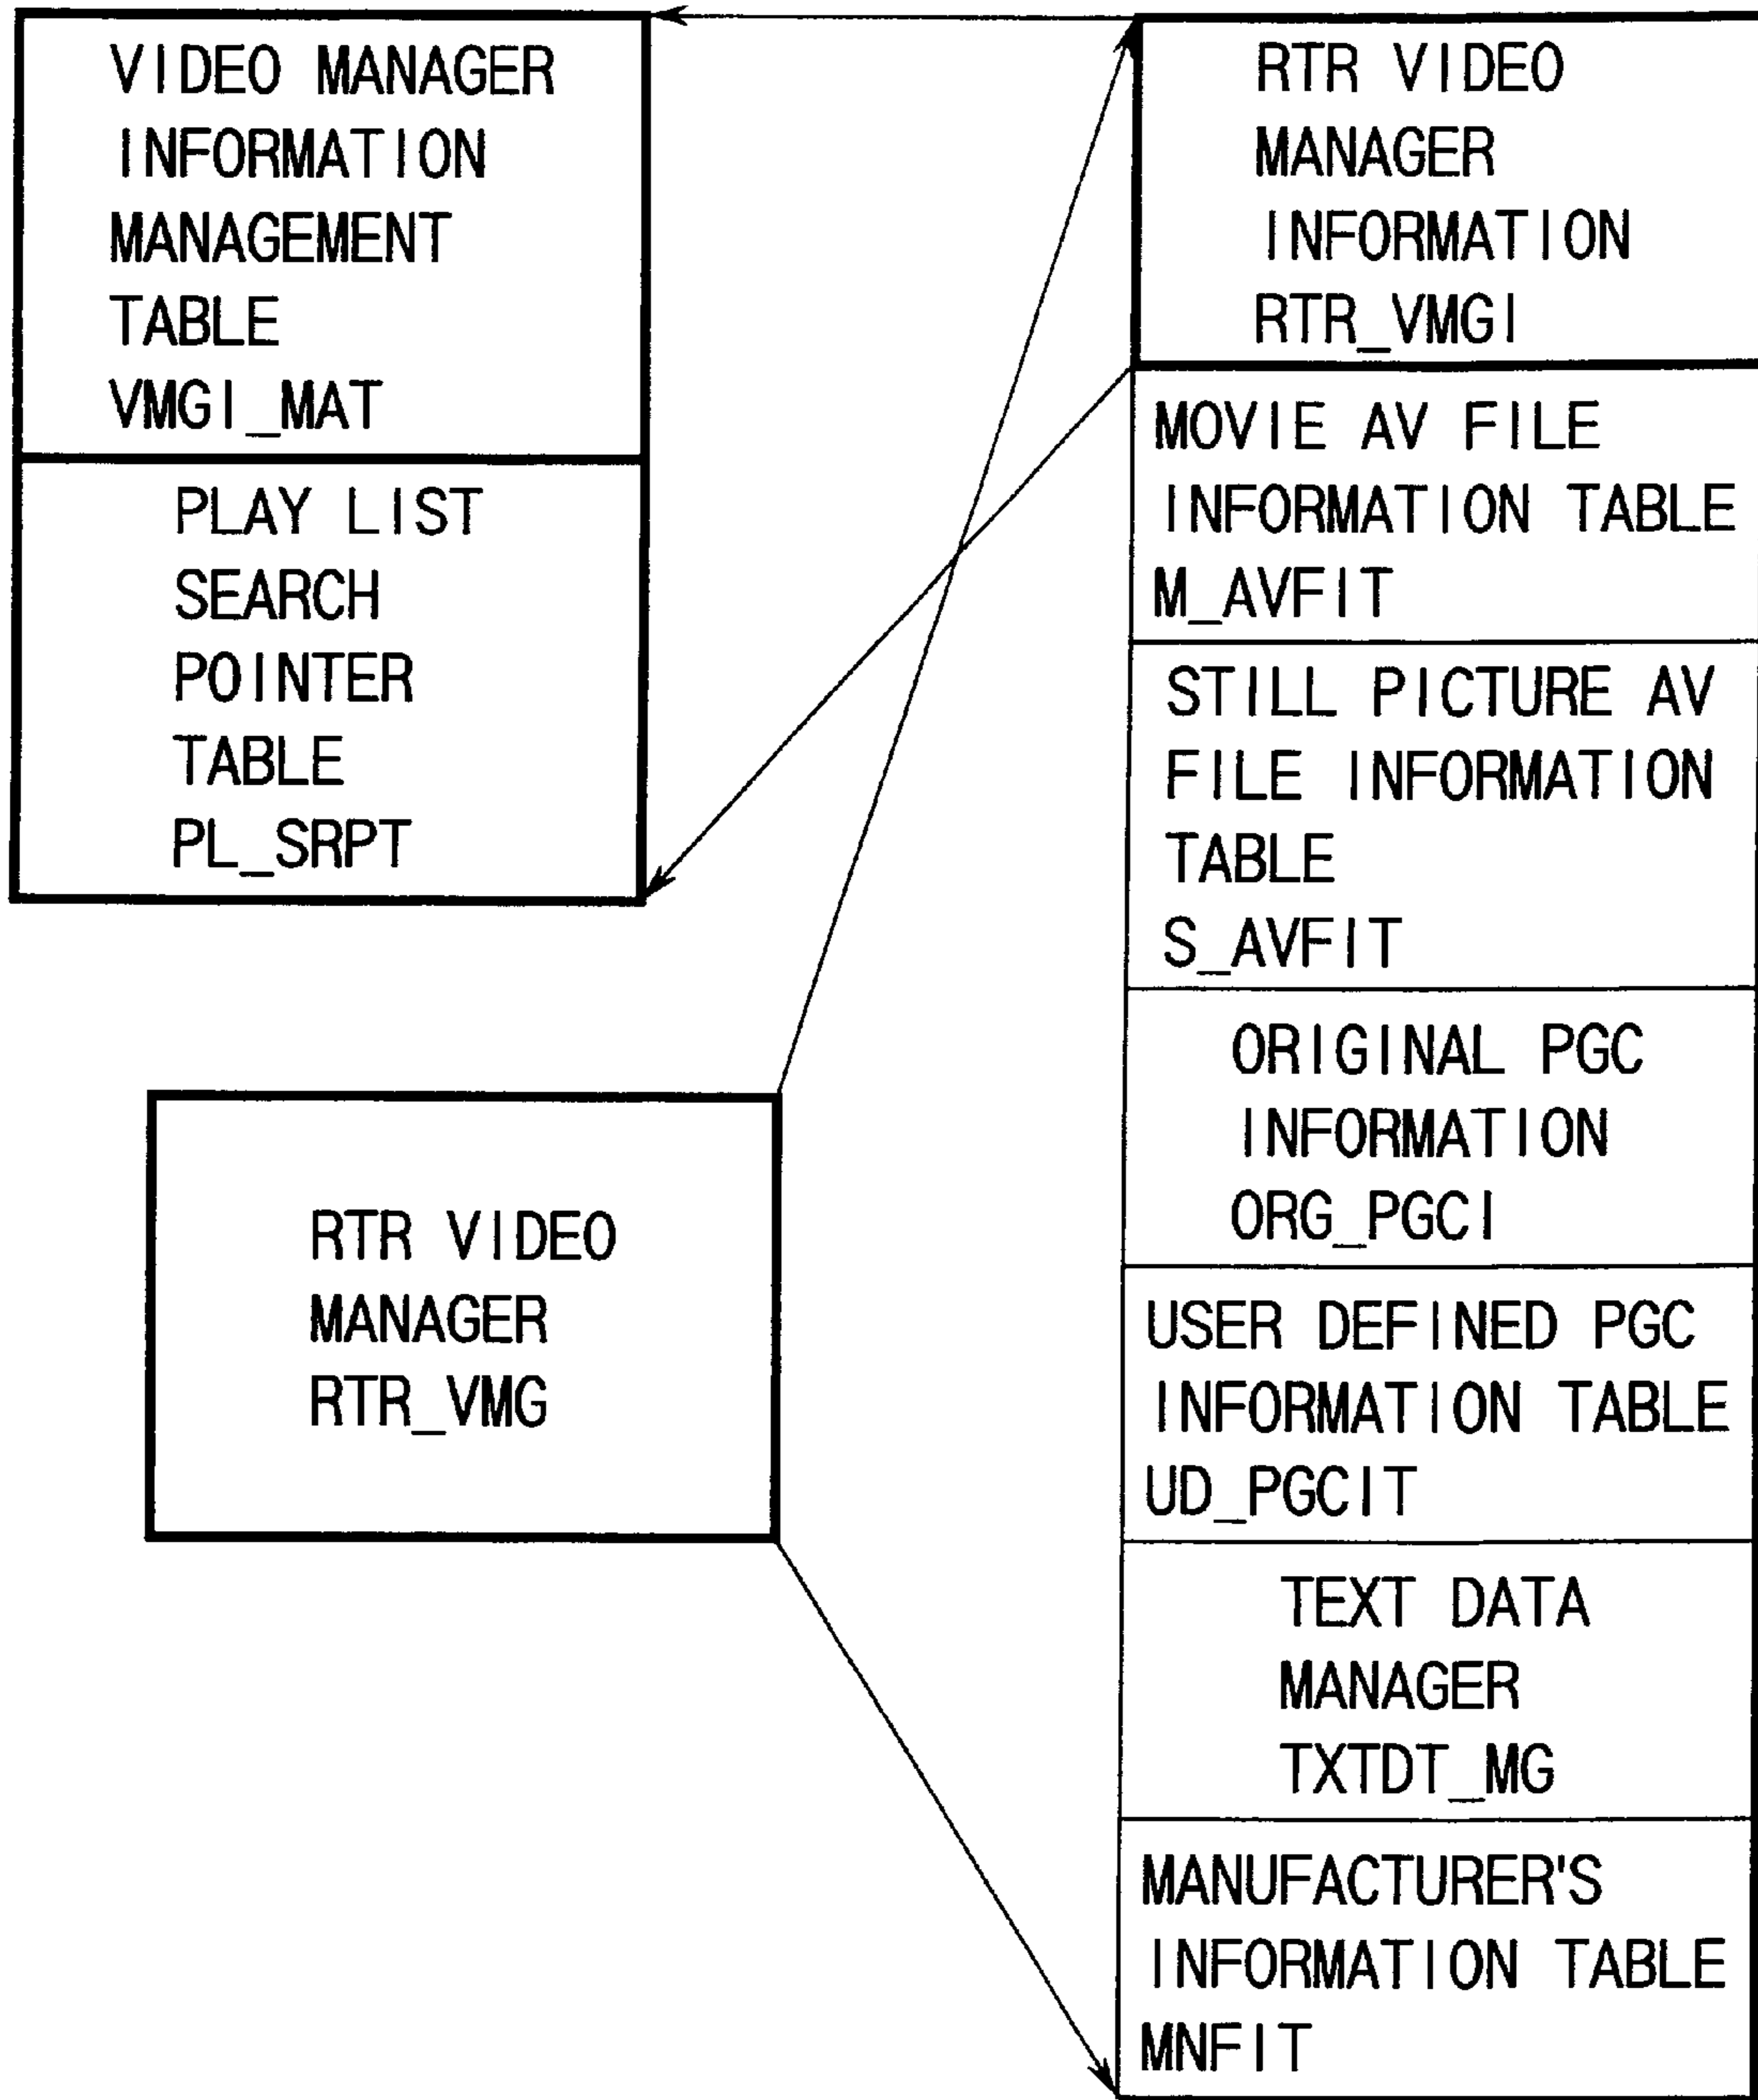 VIDEO MANAGER
INFORMATION
MANAGEMENT
TABLE
VMGI_MAT
PLAY LIST
SEARCH
POINTER
TABLE
PL_SRPT
RTR VIDEO
MANAGER
RTR_VMG
RTR VIDEO
MANAGER
INFORMATION
RTR_VMGI
MOVIE AV FILE
INFORMATION TABLE
M_AVFIT
STILL PICTURE AV
FILE INFORMATION
TABLE
S_AVFIT
ORIGINAL PGC
INFORMATION
ORG_PGCI
USER DEFINED PGC
INFORMATION TABLE
UD_PGCIT
TEXT DATA
MANAGER
TXTDT_MG
MANUFACTURER'S
INFORMATION TABLE
MNFIT